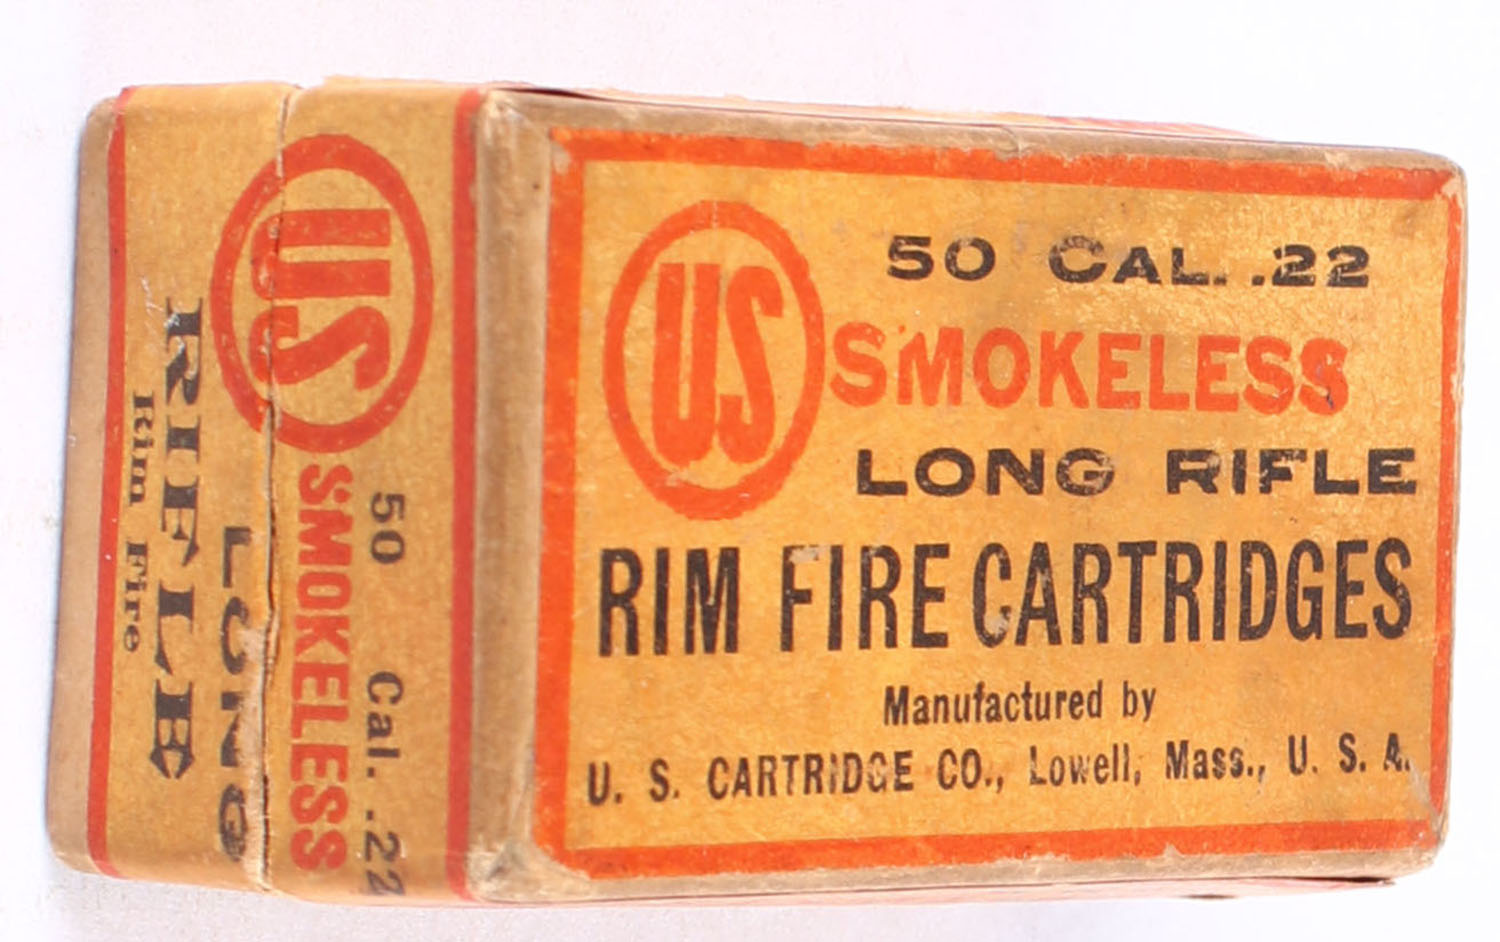 US
50 CAL. .22
SMOKELESS
LONG RIFLE
RIM FIRE CARTRIDGES
Manufactured by
U. S. CARTRIDGE CO., Lowell, Mass., U. S. A.
US
50 Cal. .22
SMOKELESS
LONG
RIFLE
Rim Fire